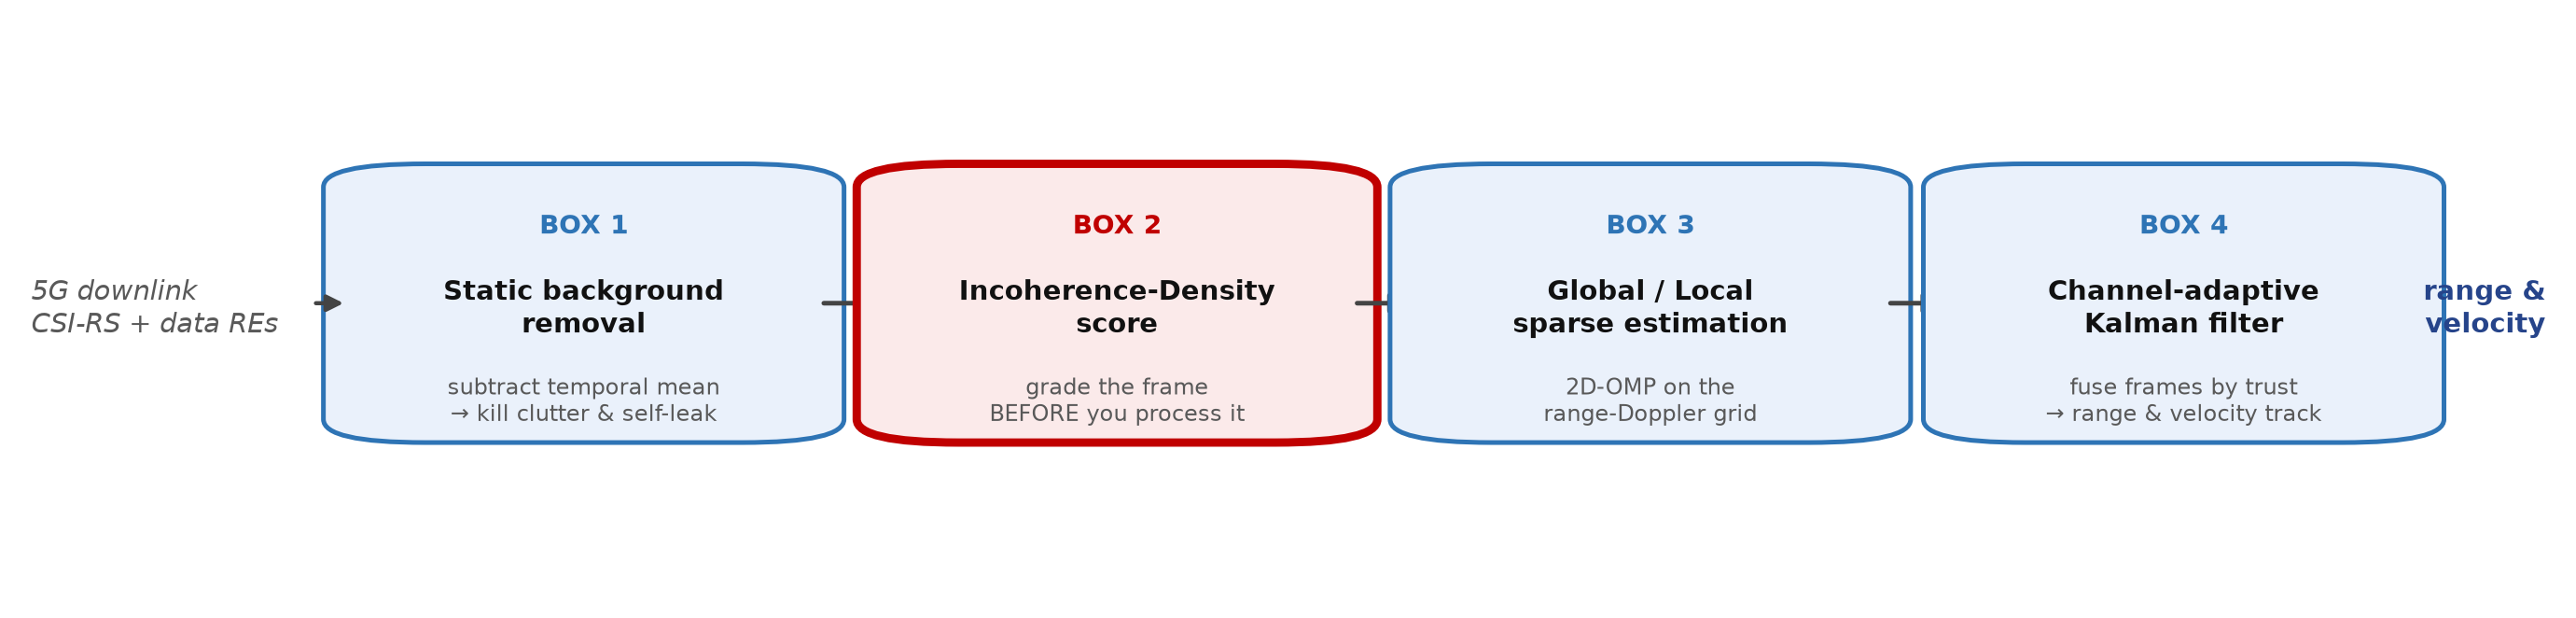 5G downlink
CSI-RS + data REs
BOX 1
Static background
removal
subtract temporal mean
→ kill clutter & self-leak
BOX 2
Incoherence-Density
score
grade the frame
BEFORE you process it
BOX 3
Global / Local
sparse estimation
2D-OMP on the
range-Doppler grid
BOX 4
Channel-adaptive
Kalman filter
fuse frames by trust
→ range & velocity track
range &
velocity